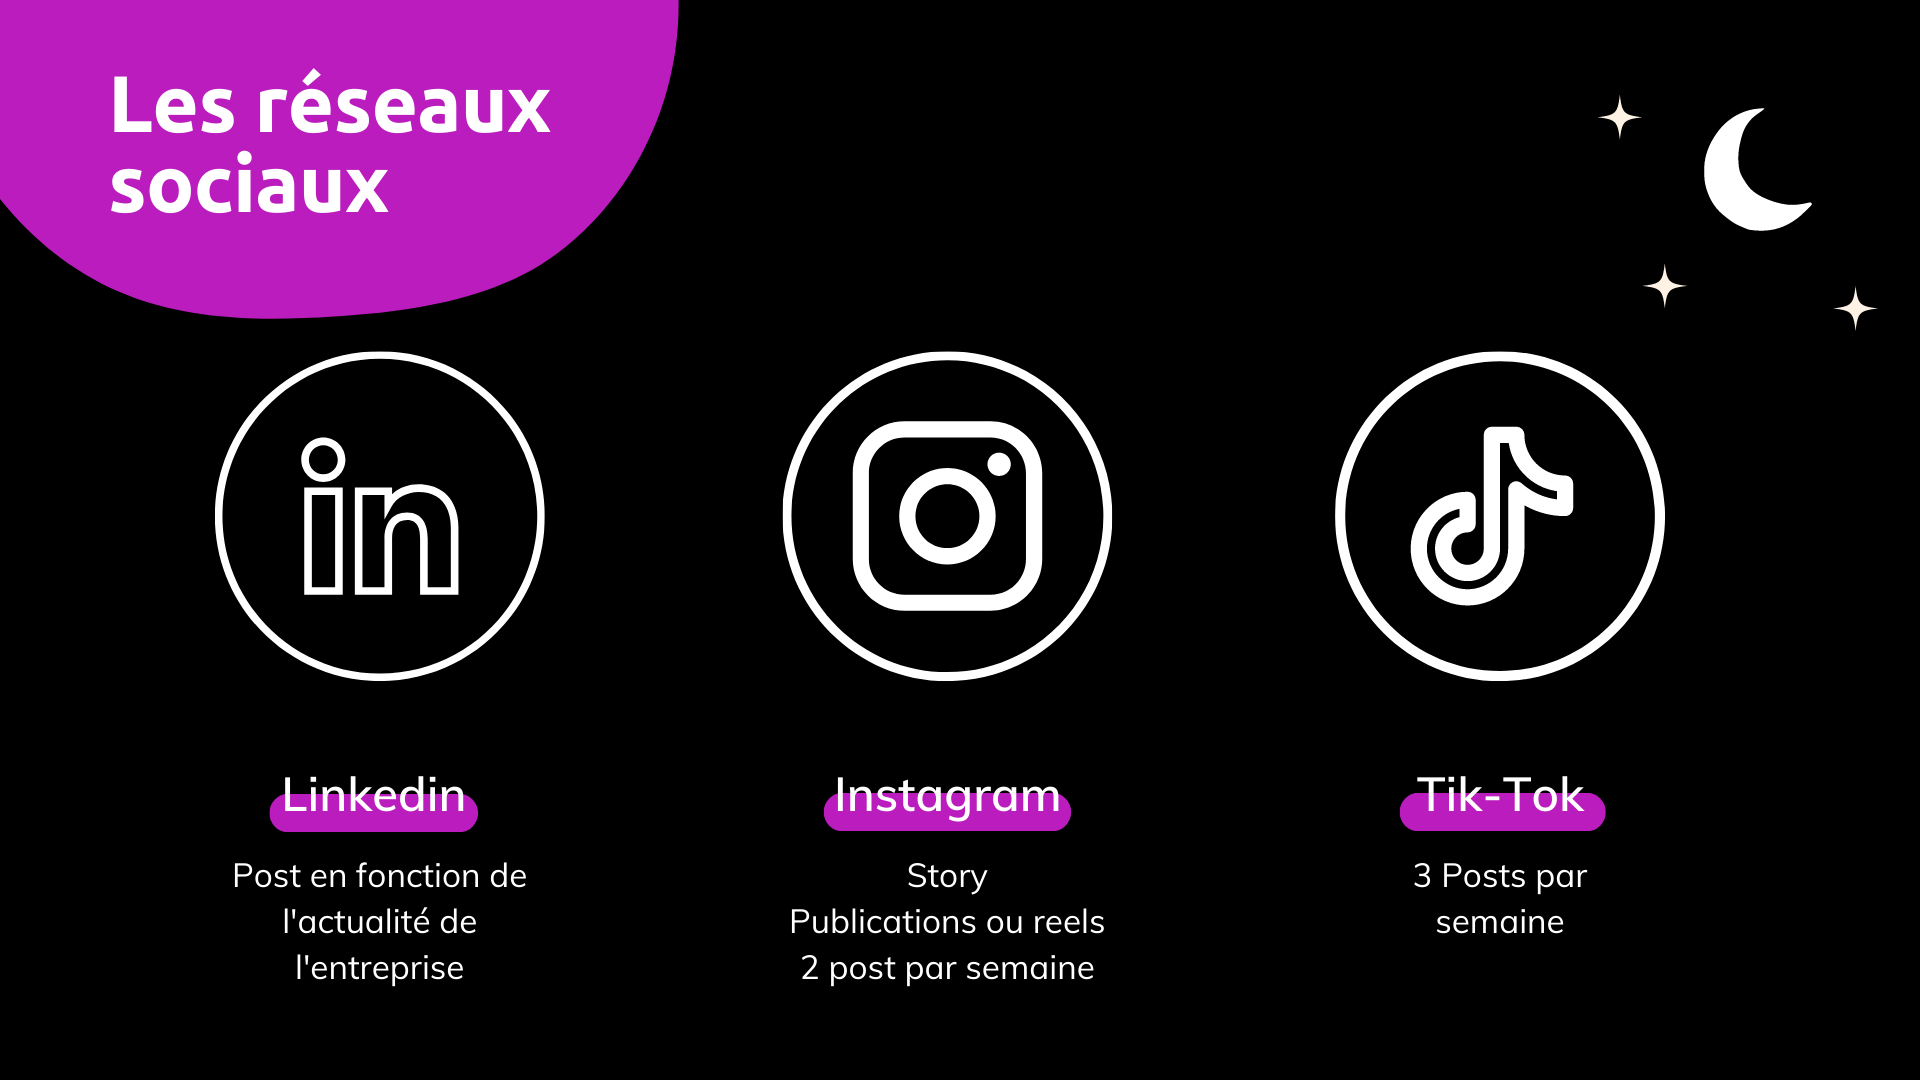 Les réseaux
sociaux
in
Linkedin
Post en fonction de
l'actualité de
l'entreprise
Instagram
Story
Publications ou reels
2 post par semaine
Tik-Tok
3 Posts par
semaine